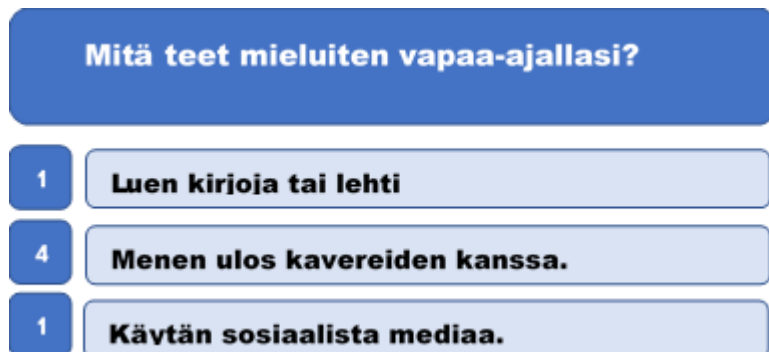 Mitä teet mieluiten vapaa-ajallasi?
1 Luen kirjoja tai lehti
4 Menen ulos kavereiden kanssa.
1 Käytän sosiaalista mediaa.